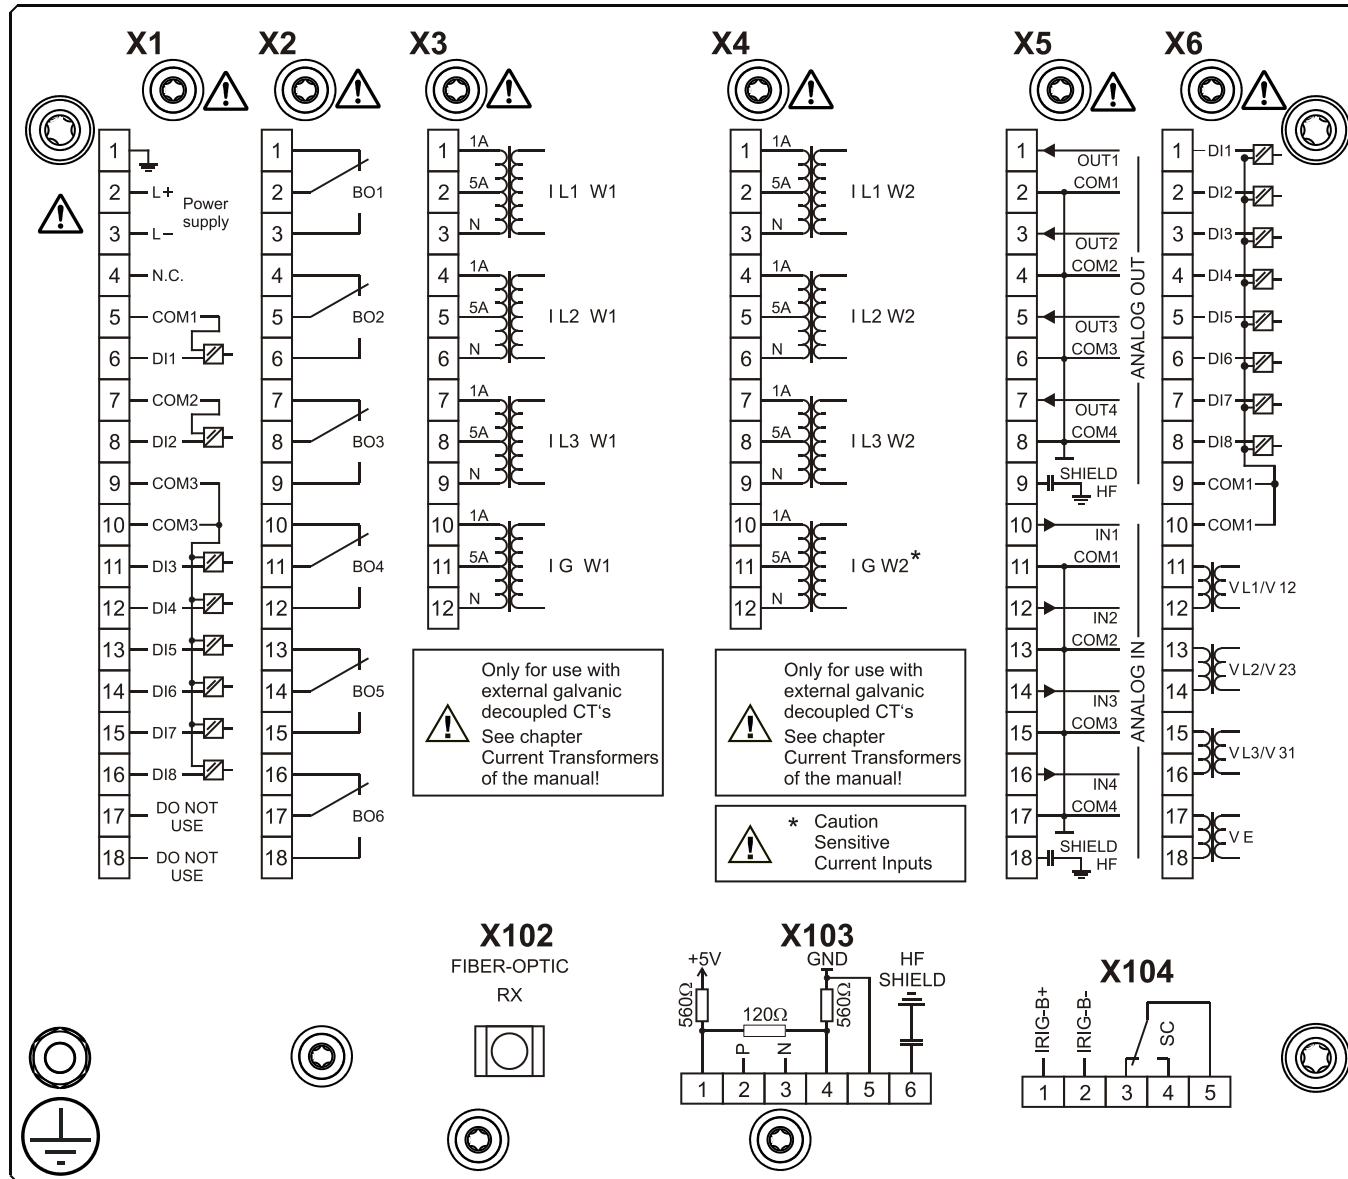 X1
X2
X3
X4
X5
X6
1
2 L+
3 L−
Power
supply
4 N.C.
5 COM1
6 DI1
7 COM2
8 DI2
9 COM3
10 COM3
11 DI3
12 DI4
13 DI5
14 DI6
15 DI7
16 DI8
17 DO NOT
USE
18 DO NOT
USE
1
2 BO1
3
4
5 BO2
6
7
8 BO3
9
10
11 BO4
12
13
14 BO5
15
16
17 BO6
18
1 1A
2 5A I L1 W1
3 N
4 1A
5 5A I L2 W1
6 N
7 1A
8 5A I L3 W1
9 N
10 1A
11 5A I G W1
12 N
Only for use with
external galvanic
decoupled CT's
See chapter
Current Transformers
of the manual!
1 1A
2 5A I L1 W2
3 N
4 1A
5 5A I L2 W2
6 N
7 1A
8 5A I L3 W2
9 N
10 1A
11 5A I G W2*
12 N
Only for use with
external galvanic
decoupled CT's
See chapter
Current Transformers
of the manual!
* Caution
Sensitive
Current Inputs
1 OUT1
2 COM1
3 OUT2
4 COM2
5 OUT3
6 COM3
7 OUT4
8 COM4
9 SHIELD
HF
ANALOG OUT
10 IN1
11 COM1
12 IN2
13 COM2
14 IN3
15 COM3
16 IN4
17 COM4
18 SHIELD
HF
ANALOG IN
1 DI1
2 DI2
3 DI3
4 DI4
5 DI5
6 DI6
7 DI7
8 DI8
9 COM1
10 COM1
11
12 V L1/V 12
13
14 V L2/V 23
15
16 V L3/V 31
17
18 V E
X102
FIBER-OPTIC
RX
X103
+5V GND HF
SHIELD
560Ω 120Ω 560Ω
P N
1 2 3 4 5 6
X104
IRIG-B+ IRIG-B- SC
1 2 3 4 5